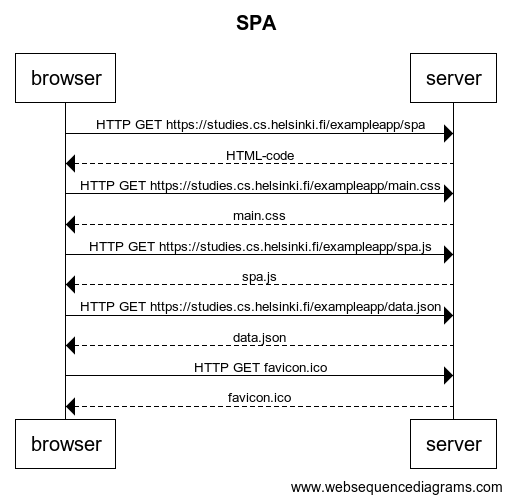 SPA
browser server
HTTP GET https://studies.cs.helsinki.fi/exampleapp/spa
HTML-code
HTTP GET https://studies.cs.helsinki.fi/exampleapp/main.css
main.css
HTTP GET https://studies.cs.helsinki.fi/exampleapp/spa.js
spa.js
HTTP GET https://studies.cs.helsinki.fi/exampleapp/data.json
data.json
HTTP GET favicon.ico
favicon.ico
browser server
www.websequencediagrams.com